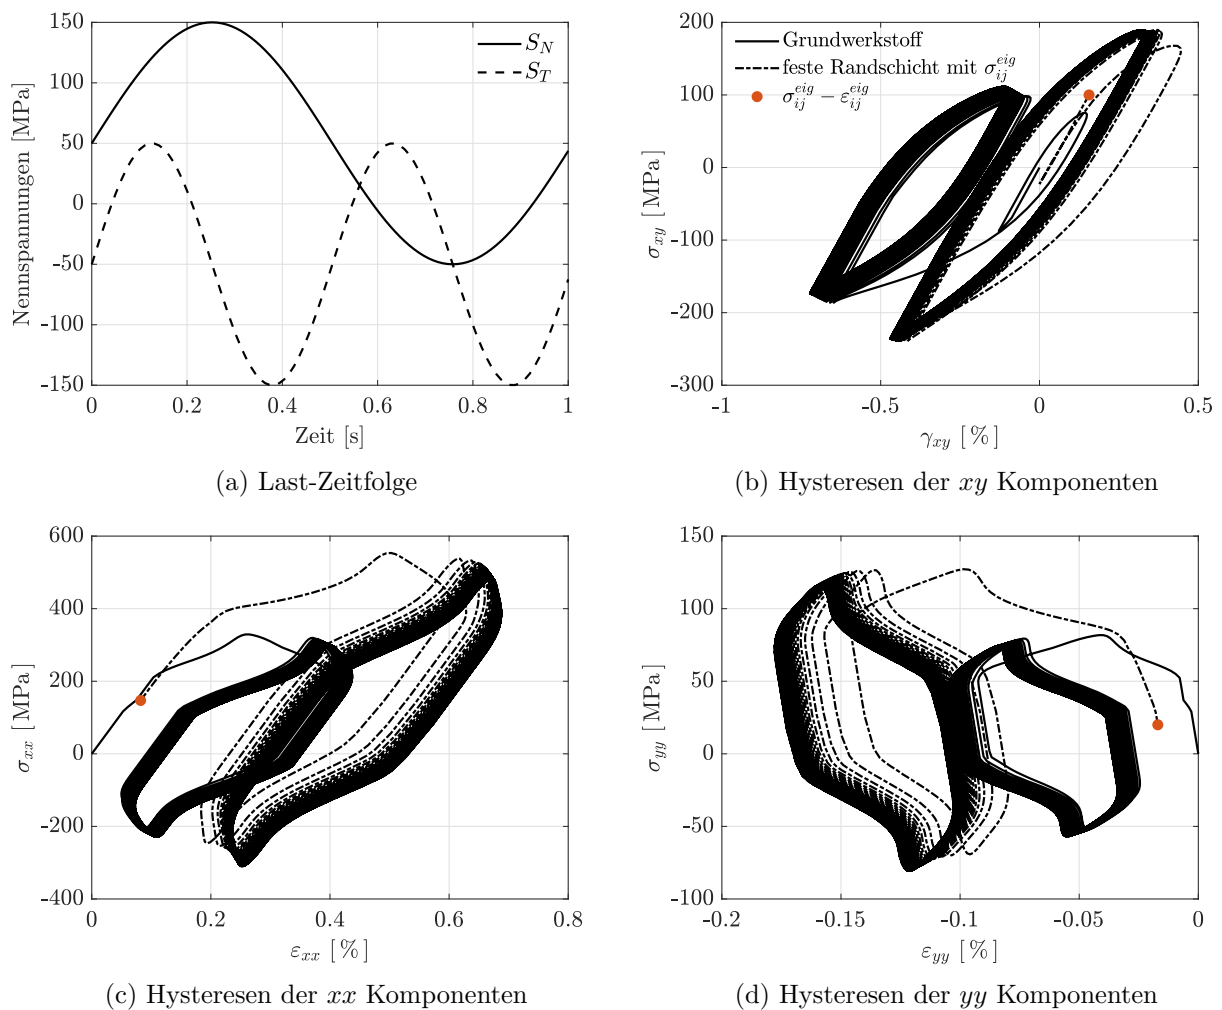 150
100
50
0
-50
-100
-150
Nennspannungen [MPa]
S_N
S_T
0 0.2 0.4 0.6 0.8 1
Zeit [s]
(a) Last-Zeitfolge
200
100
0
-100
-200
-300
σ_xy [MPa]
Grundwerkstoff
feste Randschicht mit σ_ij^eig
σ_ij^eig − ε_ij^eig
-1 -0.5 0 0.5
γ_xy [%]
(b) Hysteresen der xy Komponenten
600
400
200
0
-200
-400
σ_xx [MPa]
0 0.2 0.4 0.6 0.8
ε_xx [%]
(c) Hysteresen der xx Komponenten
150
100
50
0
-50
-100
σ_yy [MPa]
-0.2 -0.15 -0.1 -0.05 0
ε_yy [%]
(d) Hysteresen der yy Komponenten